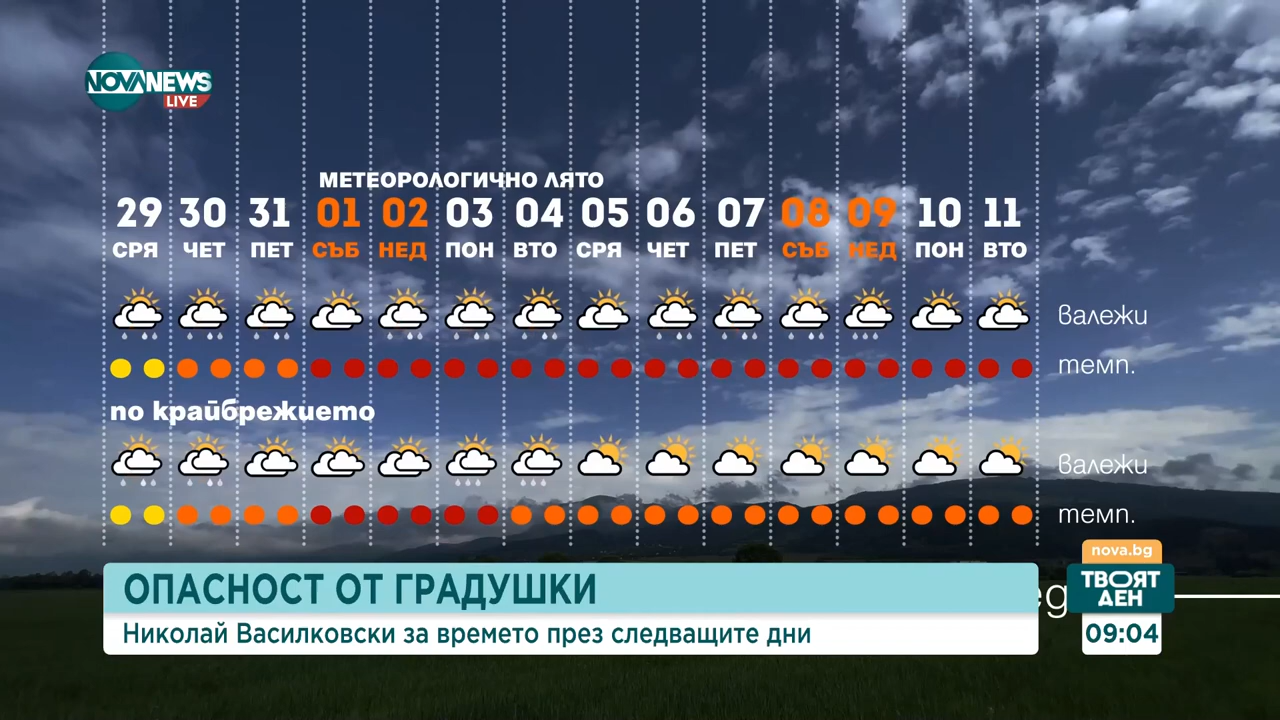 NOVANEWS
LIVE
МЕТЕОРОЛОГИЧНО ЛЯТО
29 30 31 01 02 03 04 05 06 07 08 09 10 11
СРЯ ЧЕТ ПЕТ СЪБ НЕД ПОН ВТО СРЯ ЧЕТ ПЕТ СЪБ НЕД ПОН ВТО
валежи
темп.
по крайбрежието
валежи
темп.
nova.bg
ТВОЯТ
ДЕН
09:04
ОПАСНОСТ ОТ ГРАДУШКИ
Николай Василковски за времето през следващите дни